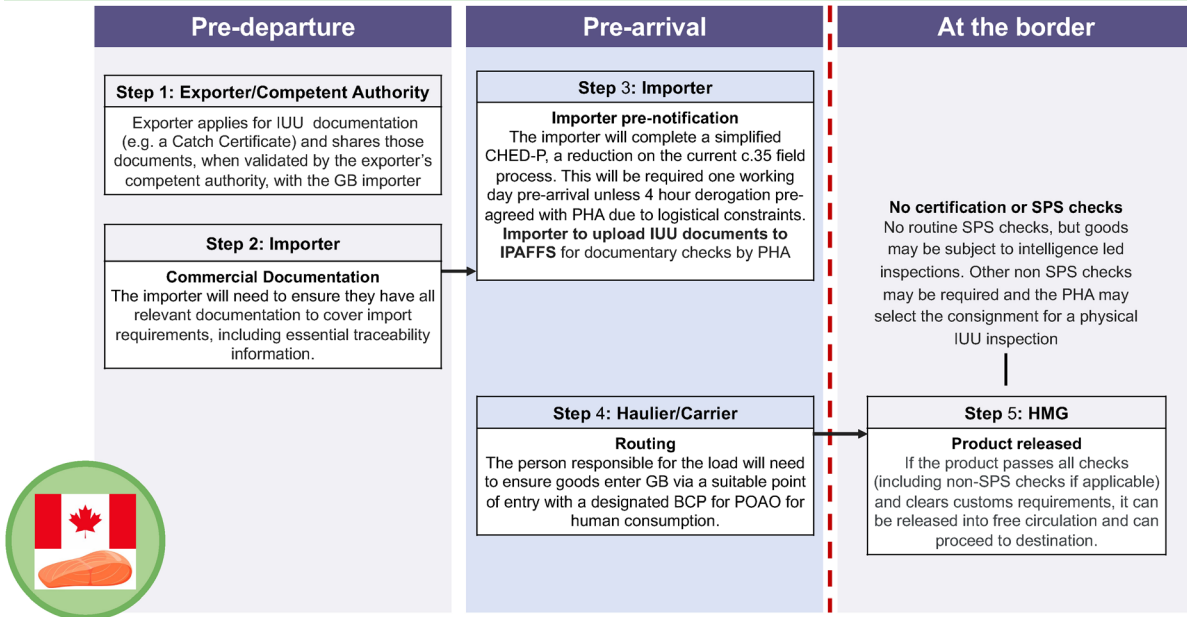 Pre-departure
Step 1: Exporter/Competent Authority
Exporter applies for IUU documentation
(e.g. a Catch Certificate) and shares those
documents, when validated by the exporter's
competent authority, with the GB importer
Step 2: Importer
Commercial Documentation
The importer will need to ensure they have all
relevant documentation to cover import
requirements, including essential traceability
information.
Pre-arrival
Step 3: Importer
Importer pre-notification
The importer will complete a simplified
CHED-P, a reduction on the current c.35 field
process. This will be required one working
day pre-arrival unless 4 hour derogation pre-
agreed with PHA due to logistical constraints.
Importer to upload IUU documents to
IPAFFS for documentary checks by PHA
Step 4: Haulier/Carrier
Routing
The person responsible for the load will need
to ensure goods enter GB via a suitable point
of entry with a designated BCP for POAO for
human consumption.
At the border
No certification or SPS checks
No routine SPS checks, but goods
may be subject to intelligence led
inspections. Other non SPS checks
may be required and the PHA may
select the consignment for a physical
IUU inspection
Step 5: HMG
Product released
If the product passes all checks
(including non-SPS checks if applicable)
and clears customs requirements, it can
be released into free circulation and can
proceed to destination.